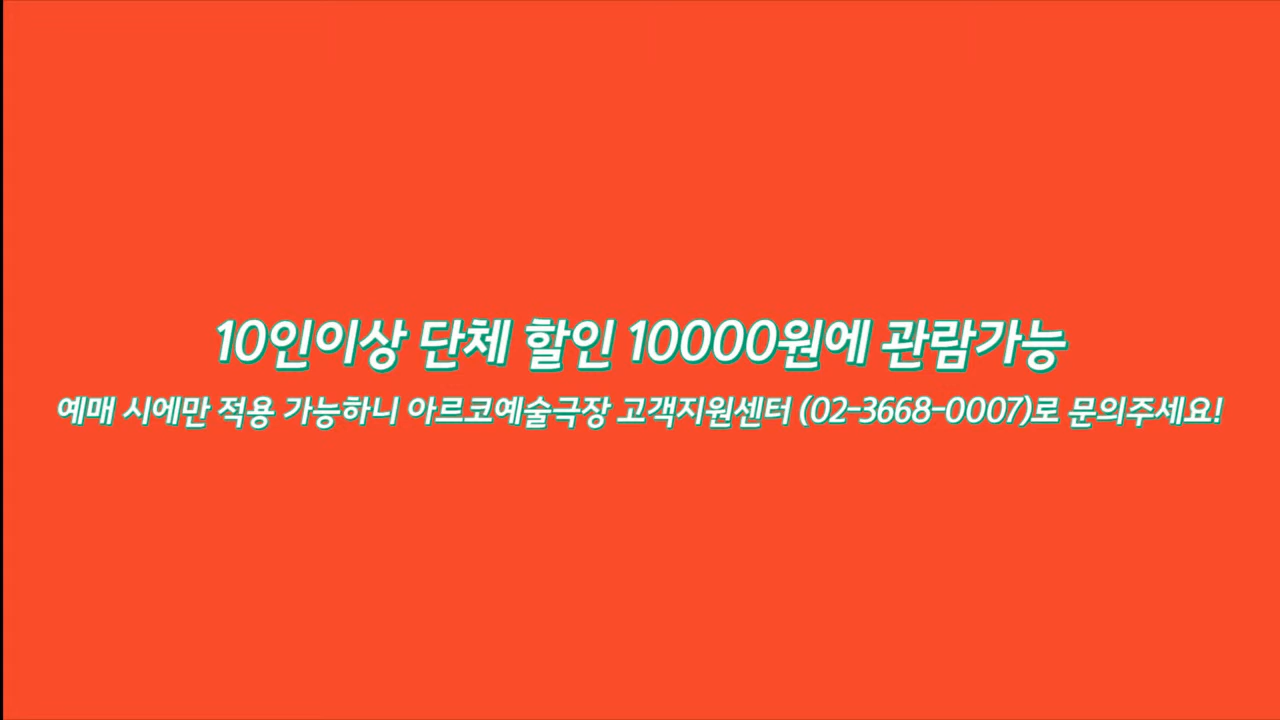 10인이상 단체 할인 10000원에 관람가능
예매 시에만 적용 가능하니 아르코예술극장 고객지원센터 (02-3668-0007)로 문의주세요!